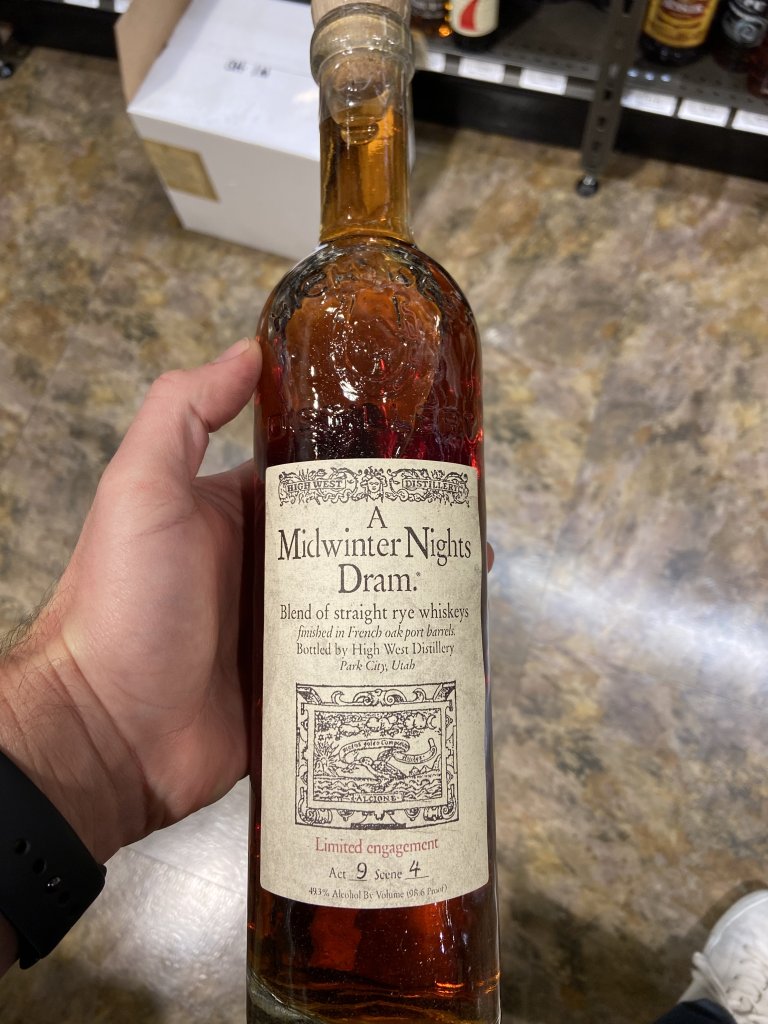 HIGH WEST DISTILLERY
A
Midwinter Nights
Dram.®
Blend of straight rye whiskeys
finished in French oak port barrels.
Bottled by High West Distillery
Park City, Utah
L'ALCIONE
Limited engagement
Act 9 Scene 4
49.3% Alcohol By Volume (98.6 Proof)